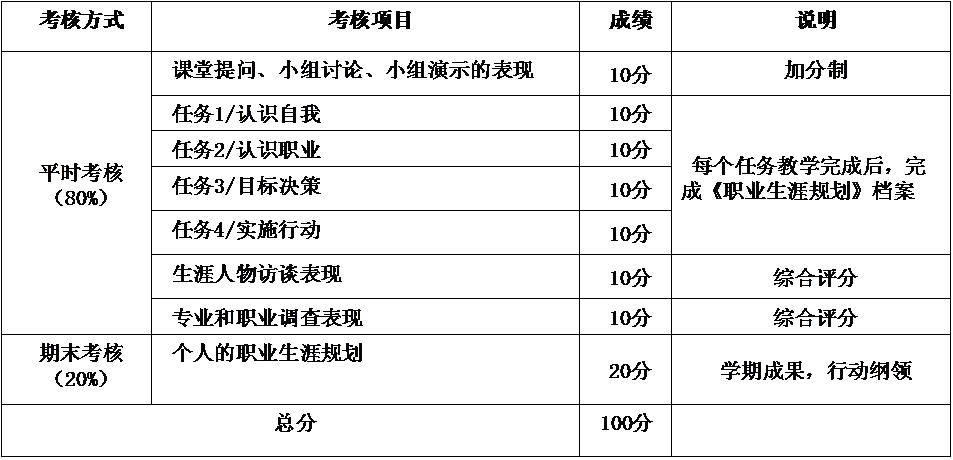 考核方式 考核项目 成绩 说明
平时考核
（80%）
课堂提问、小组讨论、小组演示的表现 10分 加分制
任务1/认识自我 10分
任务2/认识职业 10分
任务3/目标决策 10分
任务4/实施行动 10分
每个任务教学完成后，完
成《职业生涯规划》档案
生涯人物访谈表现 10分 综合评分
专业和职业调查表现 10分 综合评分
期末考核
（20%）
个人的职业生涯规划 20分 学期成果，行动纲领
总分 100分